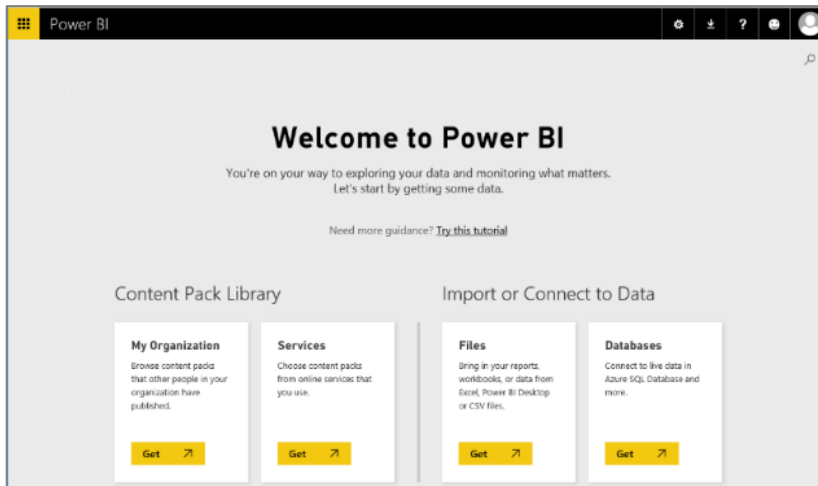 Power BI
?
Welcome to Power BI
You're on your way to exploring your data and monitoring what matters.
Let's start by getting some data.
Need more guidance? Try this tutorial
Content Pack Library
Import or Connect to Data
My Organization
Browse content packs
that other people in your
organization have
published.
Get
Services
Choose content packs
from online services that
you use.
Get
Files
Bring in your reports,
workbooks, or data from
Excel, Power BI Desktop
or CSV files.
Get
Databases
Connect to live data in
Azure SQL Database and
more.
Get